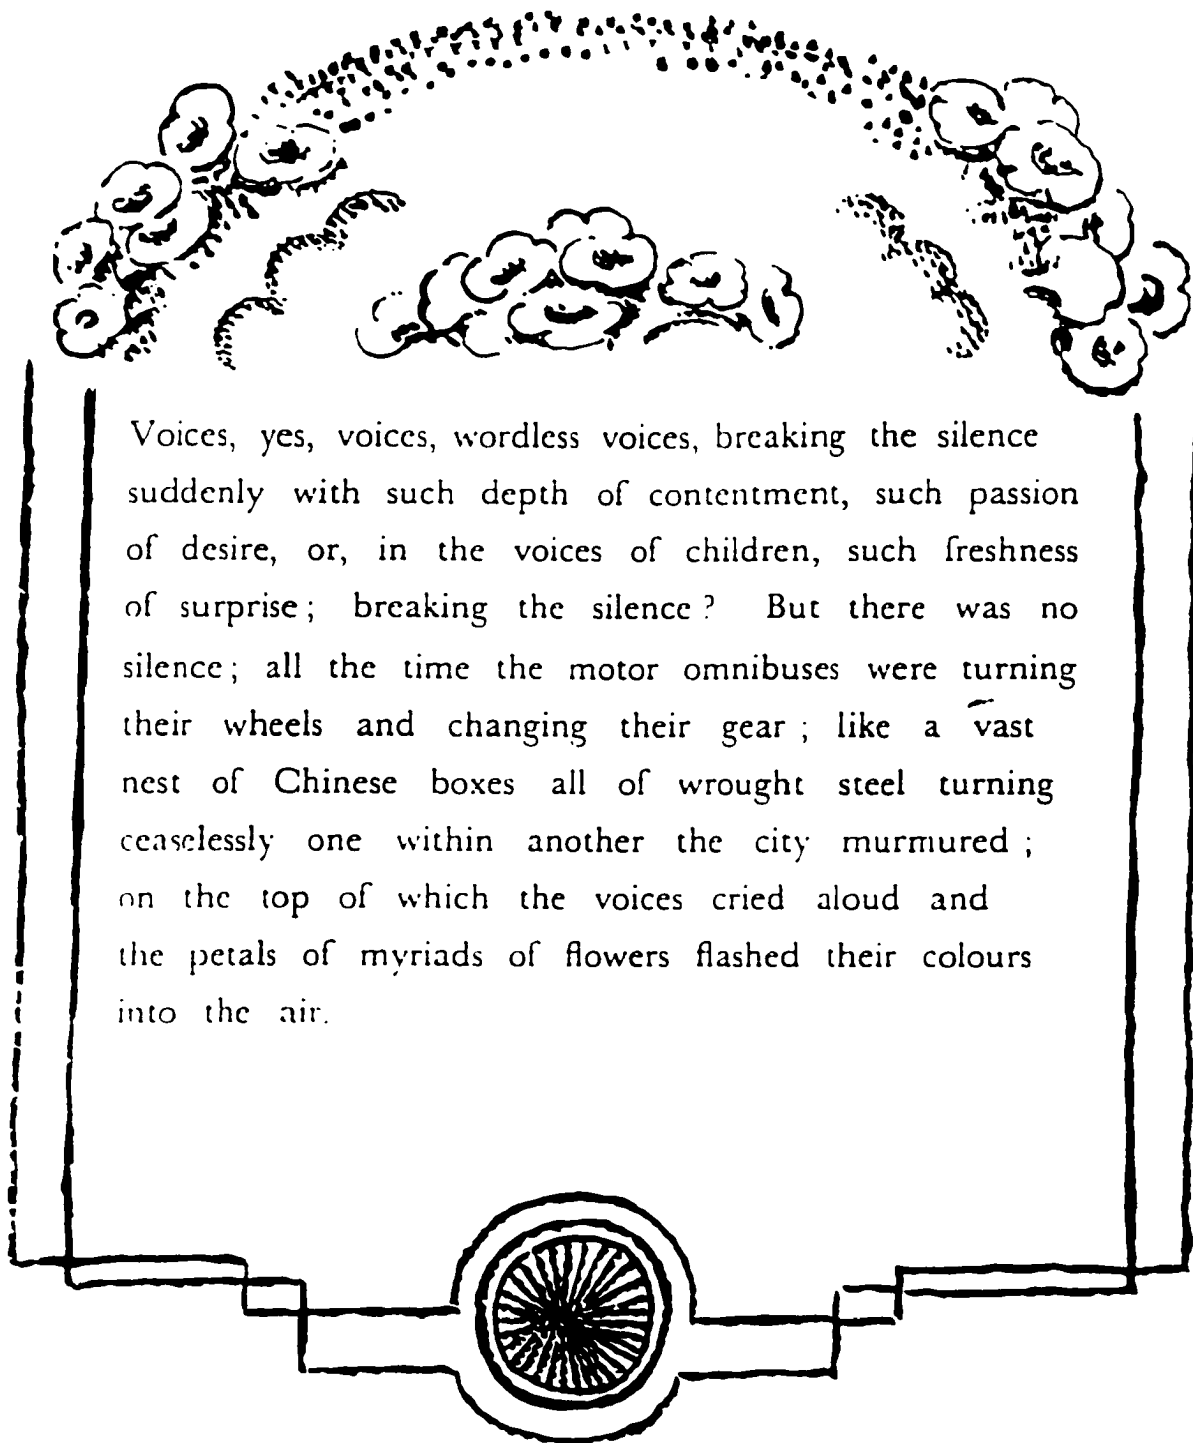 Voices, yes, voices, wordless voices, breaking the silence
suddenly with such depth of contentment, such passion
of desire, or, in the voices of children, such freshness
of surprise; breaking the silence? But there was no
silence; all the time the motor omnibuses were turning
their wheels and changing their gear; like a vast
nest of Chinese boxes all of wrought steel turning
ceaselessly one within another the city murmured;
on the top of which the voices cried aloud and
the petals of myriads of flowers flashed their colours
into the air.